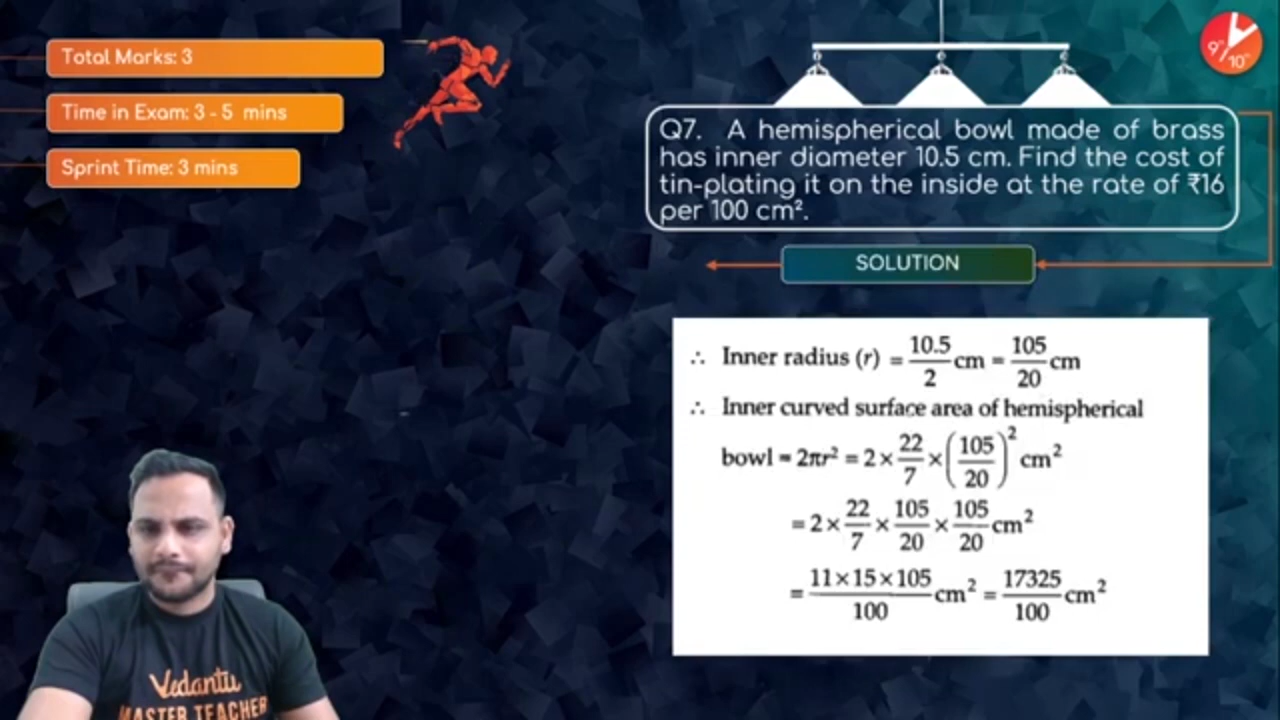 Total Marks: 3
Time in Exam: 3 - 5 mins
Sprint Time: 3 mins
9th/10th
Q7. A hemispherical bowl made of brass
has inner diameter 10.5 cm. Find the cost of
tin-plating it on the inside at the rate of ₹16
per 100 cm².
SOLUTION
∴ Inner radius (r) = 10.5/2 cm = 105/20 cm
∴ Inner curved surface area of hemispherical
bowl = 2πr² = 2 × 22/7 × (105/20)² cm²
= 2 × 22/7 × 105/20 × 105/20 cm²
= 11×15×105/100 cm² = 17325/100 cm²
Vedantu
MASTER TEACHER